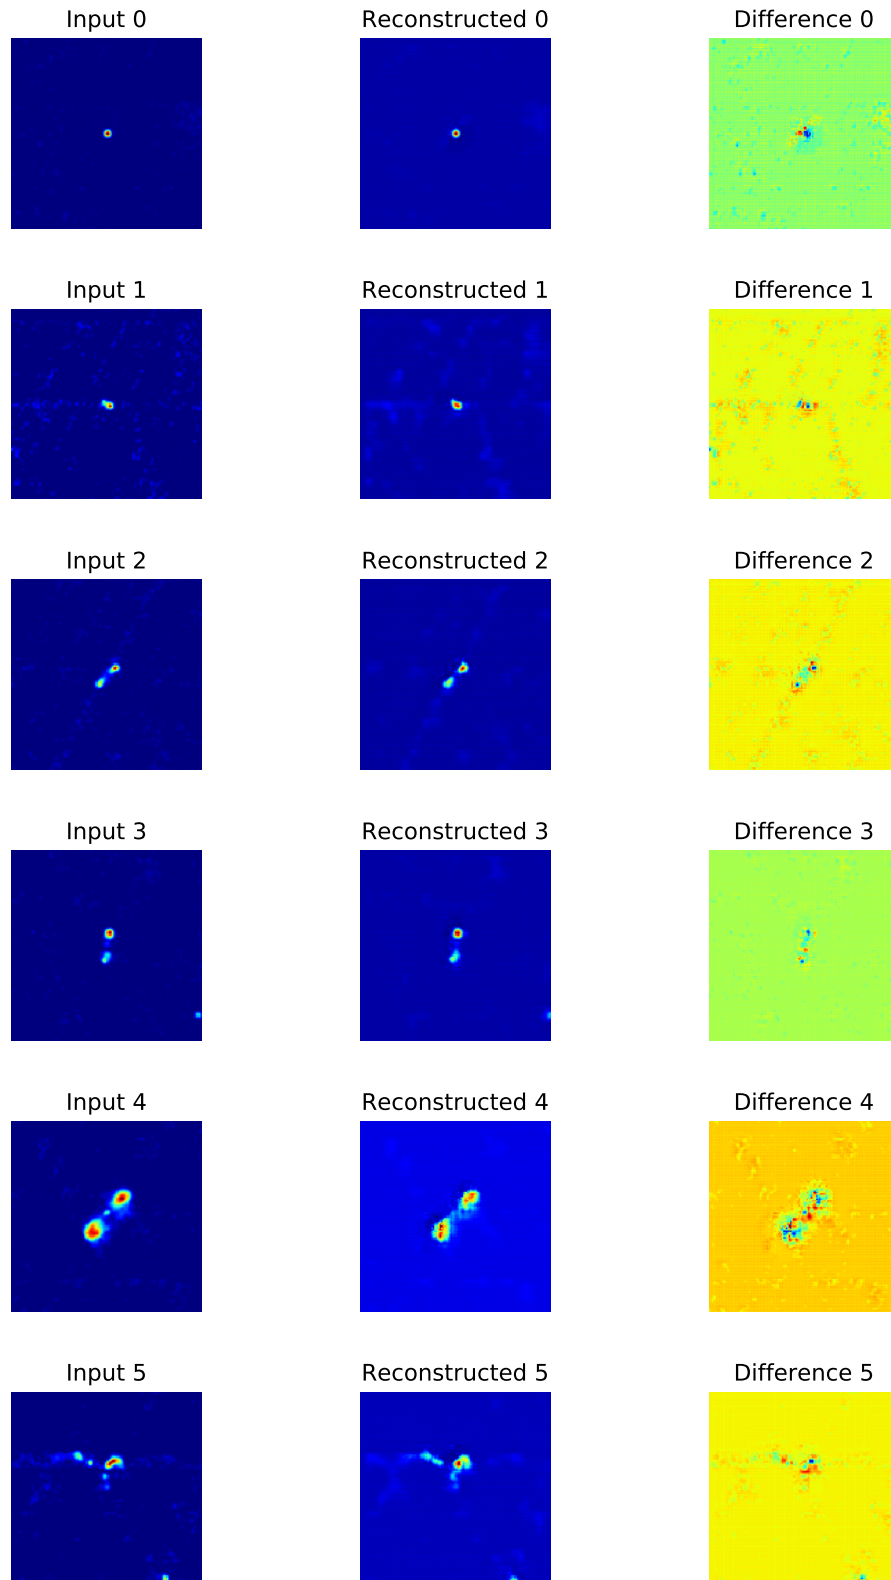 Input 0 Reconstructed 0 Difference 0
Input 1 Reconstructed 1 Difference 1
Input 2 Reconstructed 2 Difference 2
Input 3 Reconstructed 3 Difference 3
Input 4 Reconstructed 4 Difference 4
Input 5 Reconstructed 5 Difference 5